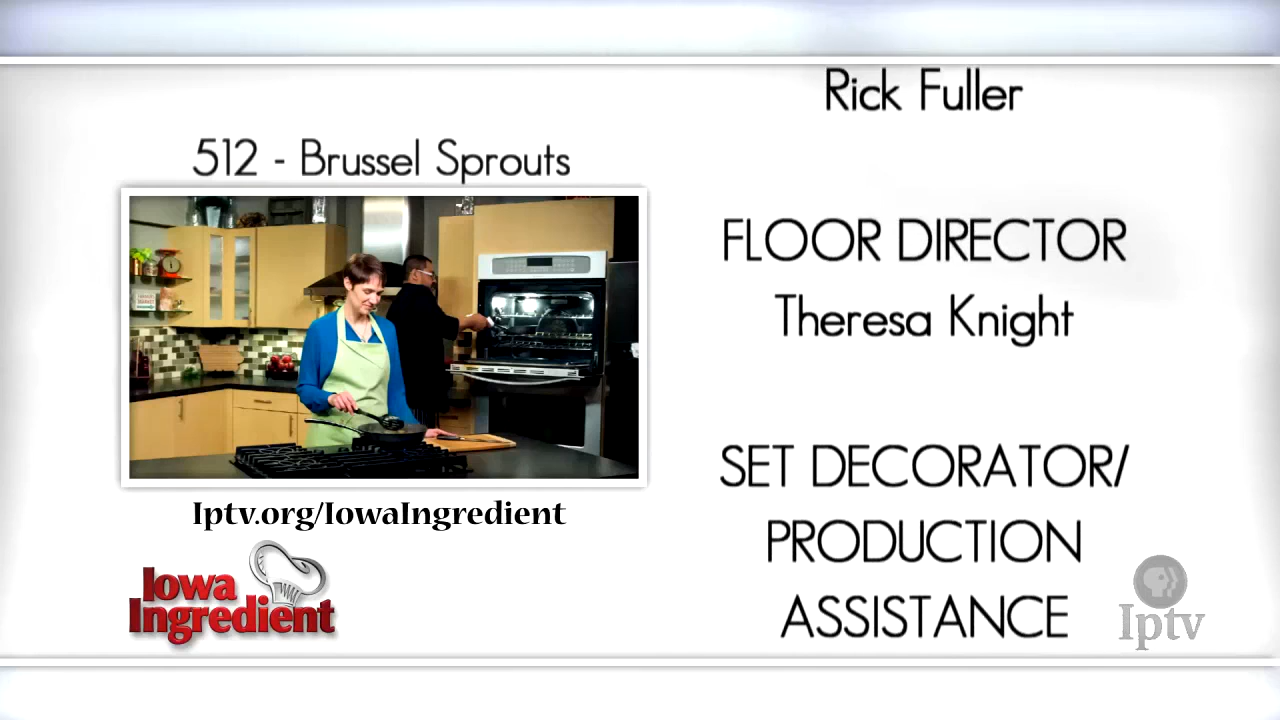 Rick Fuller
512 - Brussel Sprouts
FLOOR DIRECTOR
Theresa Knight
SET DECORATOR/
PRODUCTION
ASSISTANCE
Iptv.org/IowaIngredient
Iowa
Ingredient
Iptv